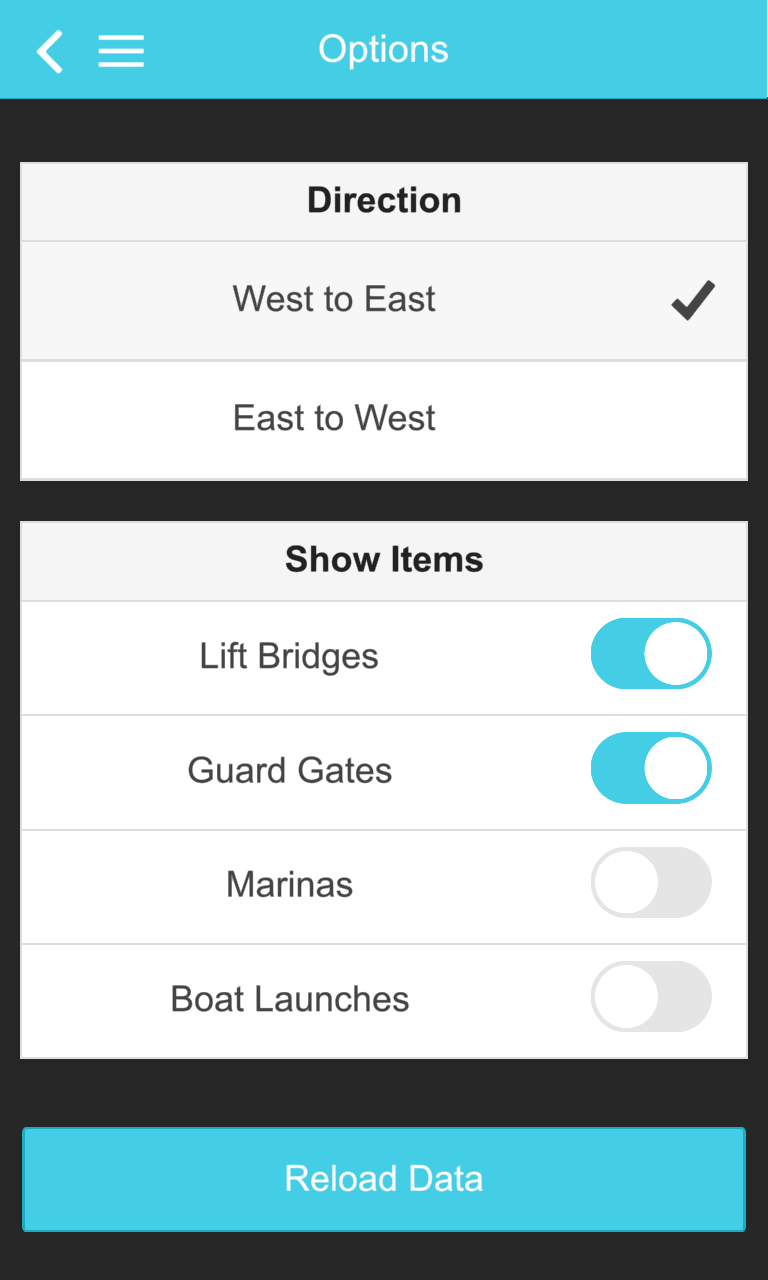 Options
Direction
West to East
East to West
Show Items
Lift Bridges
Guard Gates
Marinas
Boat Launches
Reload Data